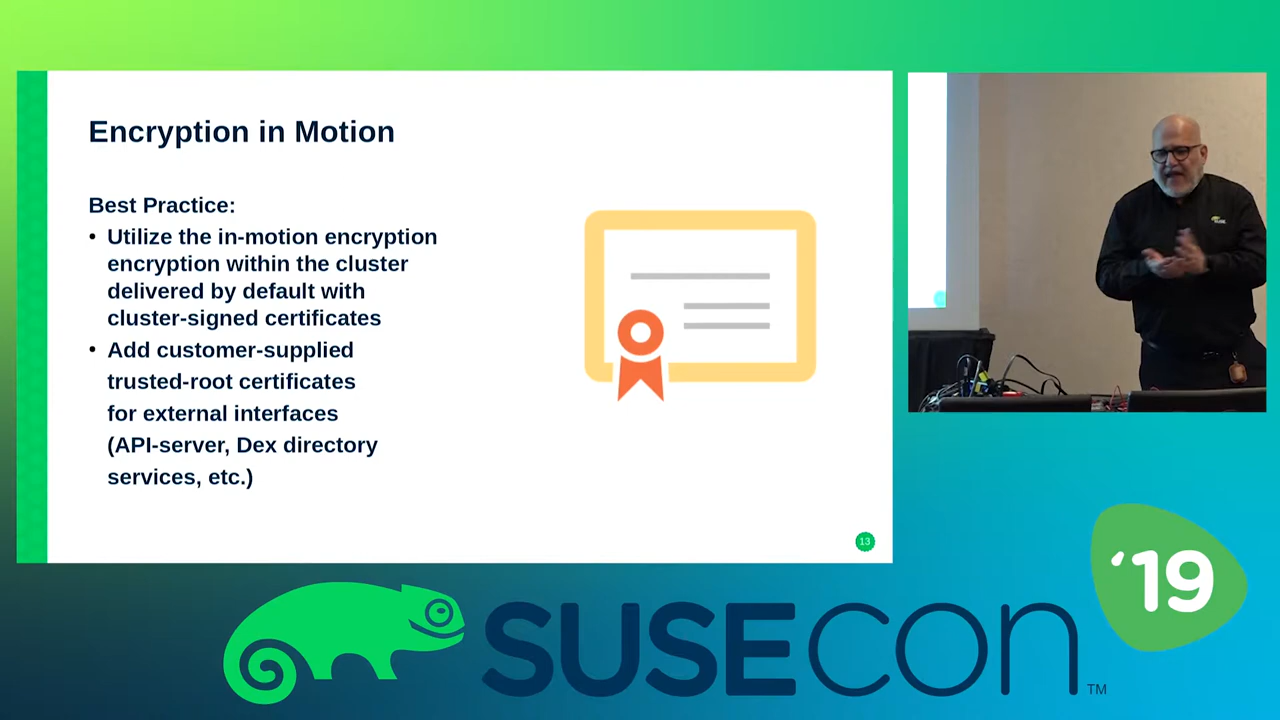 Encryption in Motion
Best Practice:
• Utilize the in-motion encryption
encryption within the cluster
delivered by default with
cluster-signed certificates
• Add customer-supplied
trusted-root certificates
for external interfaces
(API-server, Dex directory
services, etc.)
13
SUSE
'19
SUSECON
TM